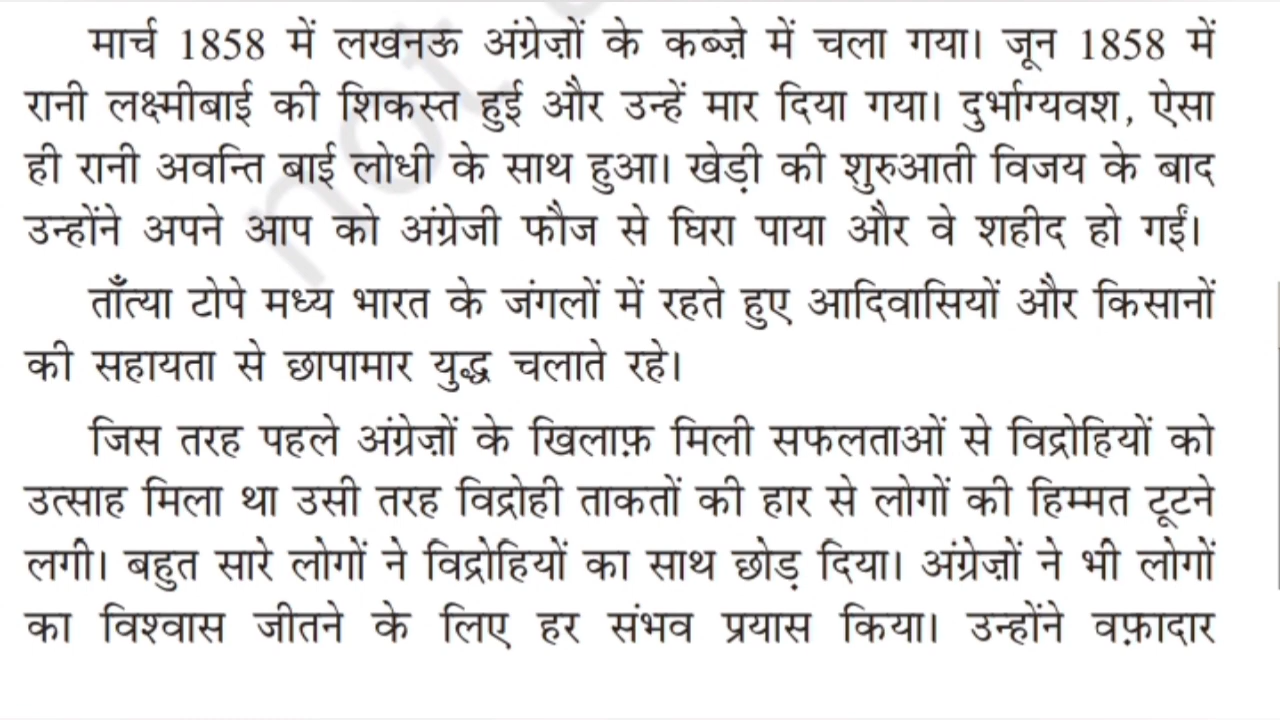 मार्च 1858 में लखनऊ अंग्रेज़ों के कब्ज़े में चला गया। जून 1858 में
रानी लक्ष्मीबाई की शिकस्त हुई और उन्हें मार दिया गया। दुर्भाग्यवश, ऐसा
ही रानी अवन्ति बाई लोधी के साथ हुआ। खेड़ी की शुरुआती विजय के बाद
उन्होंने अपने आप को अंग्रेजी फौज से घिरा पाया और वे शहीद हो गईं।
ताँत्या टोपे मध्य भारत के जंगलों में रहते हुए आदिवासियों और किसानों
की सहायता से छापामार युद्ध चलाते रहे।
जिस तरह पहले अंग्रेज़ों के खिलाफ़ मिली सफलताओं से विद्रोहियों को
उत्साह मिला था उसी तरह विद्रोही ताकतों की हार से लोगों की हिम्मत टूटने
लगी। बहुत सारे लोगों ने विद्रोहियों का साथ छोड़ दिया। अंग्रेज़ों ने भी लोगों
का विश्वास जीतने के लिए हर संभव प्रयास किया। उन्होंने वफ़ादार
not